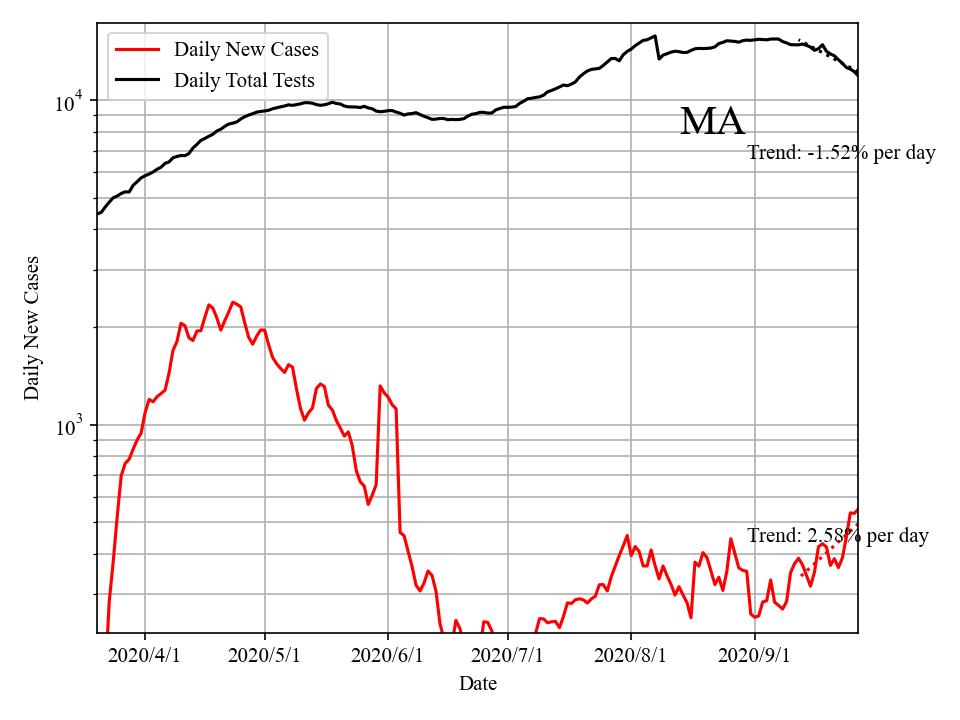 Daily New Cases
Daily Total Tests
10^4
MA
Trend: -1.52% per day
Daily New Cases
10^3
Trend: 2.58% per day
2020/4/1 2020/5/1 2020/6/1 2020/7/1 2020/8/1 2020/9/1
Date